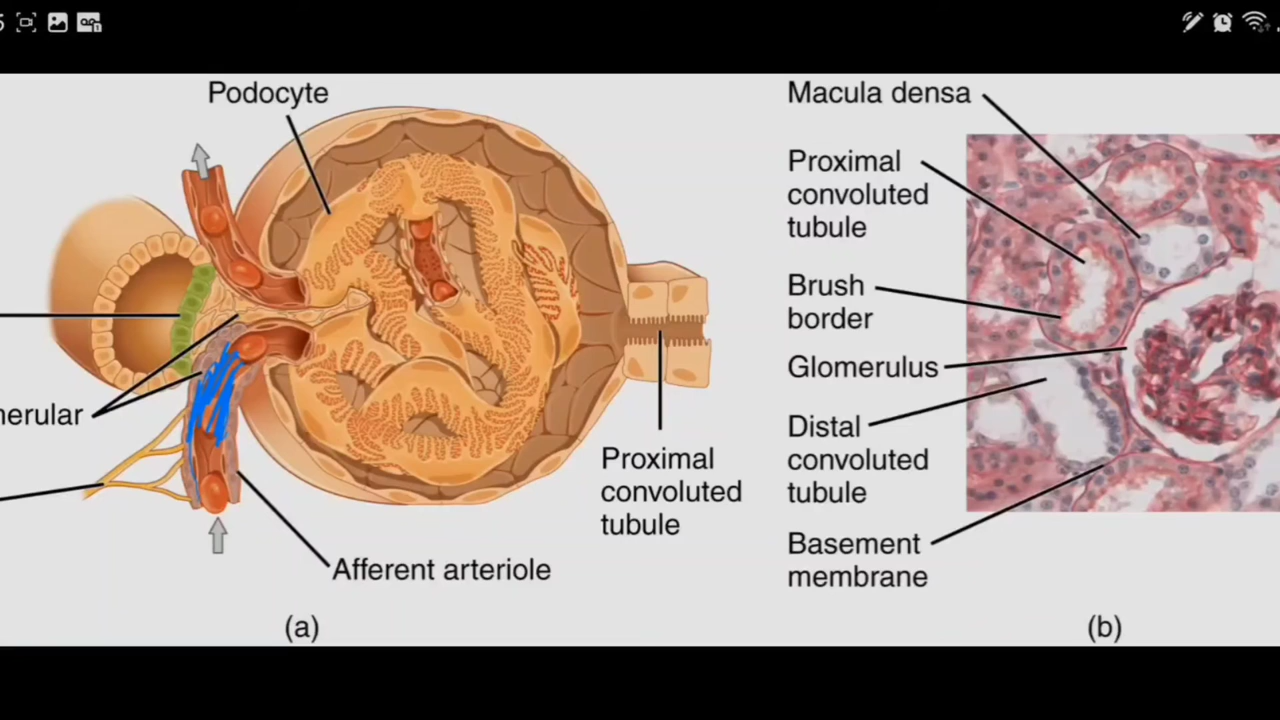 Podocyte
nerular
Afferent arteriole
Proximal
convoluted
tubule
(a)
Macula densa
Proximal
convoluted
tubule
Brush
border
Glomerulus
Distal
convoluted
tubule
Basement
membrane
(b)